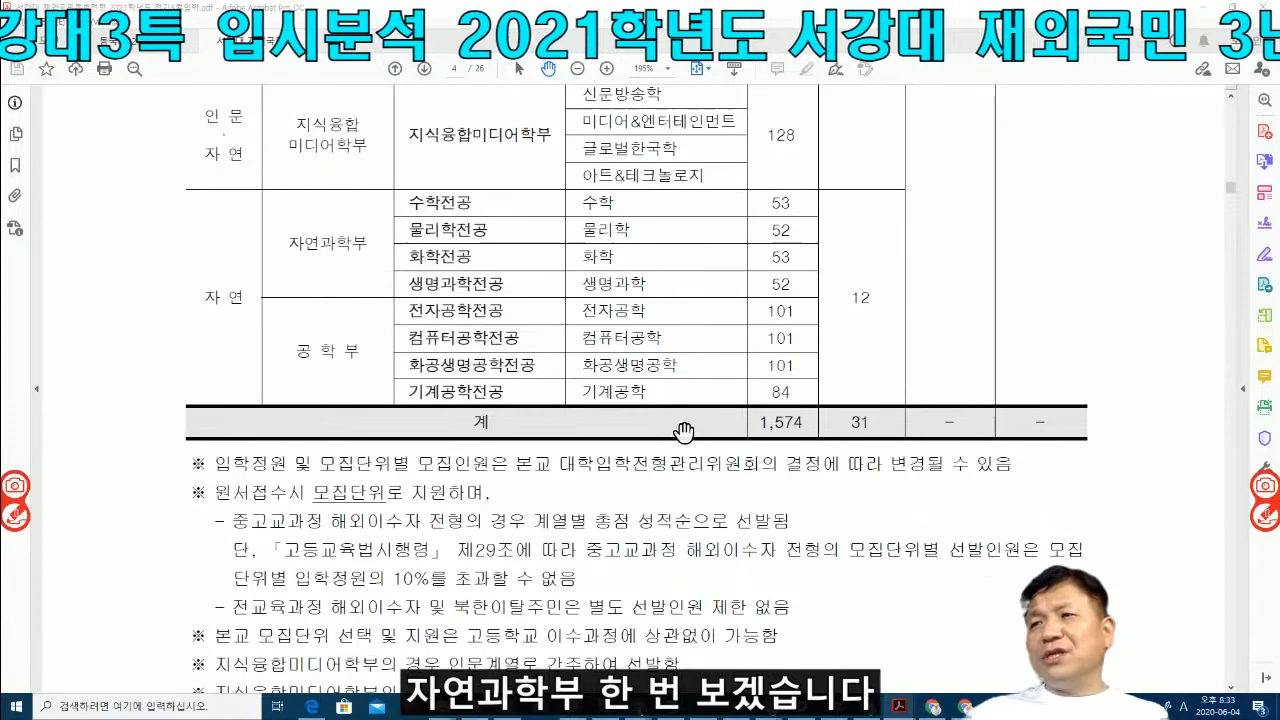 강대3특 입시분석 2021학년도 서강대 재외국민 3년
4 / 26
195%
인 문
·
자 연
지식융합
미디어학부
지식융합미디어학부
신문방송학
미디어&엔터테인먼트
글로벌한국학
아트&테크놀로지
128
자 연
자연과학부
수학전공 수학 53
물리학전공 물리학 52
화학전공 화학 53
생명과학전공 생명과학 52
공 학 부
전자공학전공 전자공학 101
컴퓨터공학전공 컴퓨터공학 101
화공생명공학전공 화공생명공학 101
기계공학전공 기계공학 84
12
계 1,574 31 － －
※ 입학정원 및 모집단위별 모집인원은 본교 대학입학전형관리위원회의 결정에 따라 변경될 수 있음
※ 원서접수시 모집단위로 지원하며,
－ 중고교과정 해외이수자 전형의 경우 계열별 총점 성적순으로 선발됨
단, 「고등교육법시행령」 제29조에 따라 중고교과정 해외이수자 전형의 모집단위별 선발인원은 모집
단위별 입학정원의 10%를 초과할 수 없음
－ 전교육과정 해외이수자 및 북한이탈주민은 별도 선발인원 제한 없음
※ 본교 모집단위 선택 및 지원은 고등학교 이수과정에 상관없이 가능함
※ 지식융합미디어학부의 경우 인문계열로 간주하여 선발함
자연과학부 한 번 보겠습니다
검색하려면 여기에 입력하십시오.
A
오후 8:33
2020-06-04